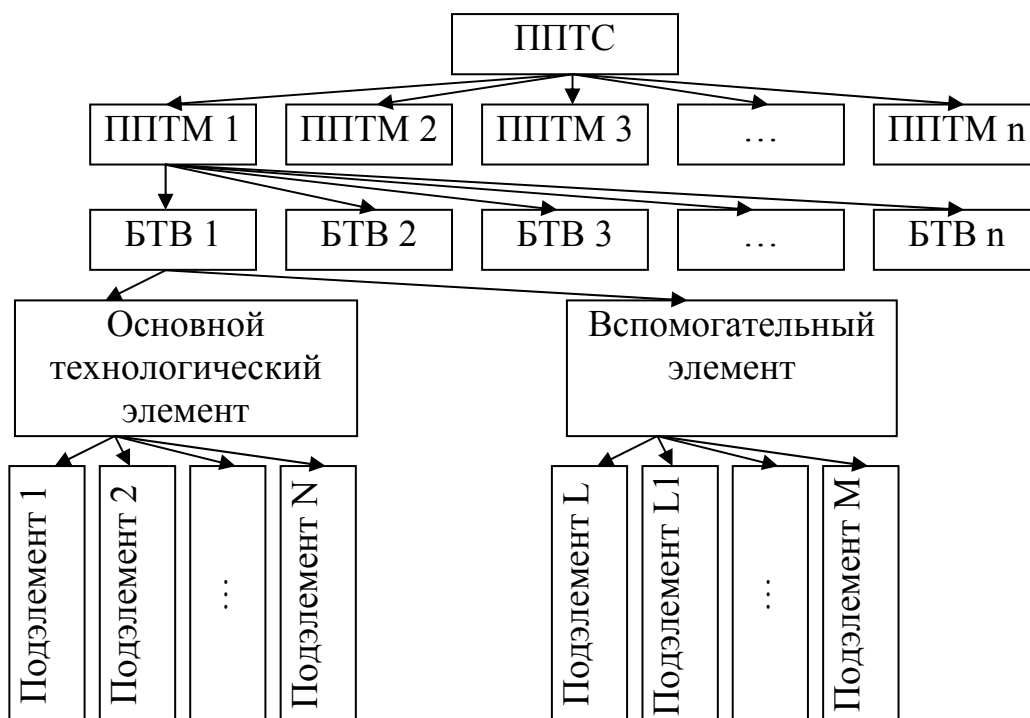 ППТС
ППТМ 1
ППТМ 2
ППТМ 3
…
ППТМ n
БТВ 1
БТВ 2
БТВ 3
…
БТВ n
Основной
технологический
элемент
Вспомогательный
элемент
Подэлемент 1
Подэлемент 2
…
Подэлемент N
Подэлемент L
Подэлемент L1
…
Подэлемент M